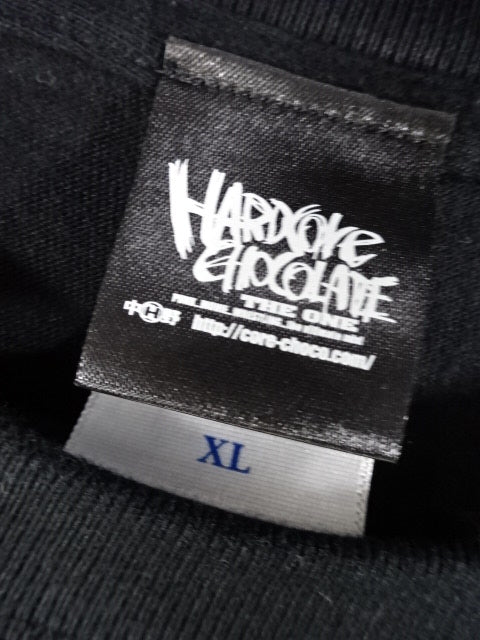 HARDCORE
CHOCOLATE
THE ONE
http://core-choco.com/
XL